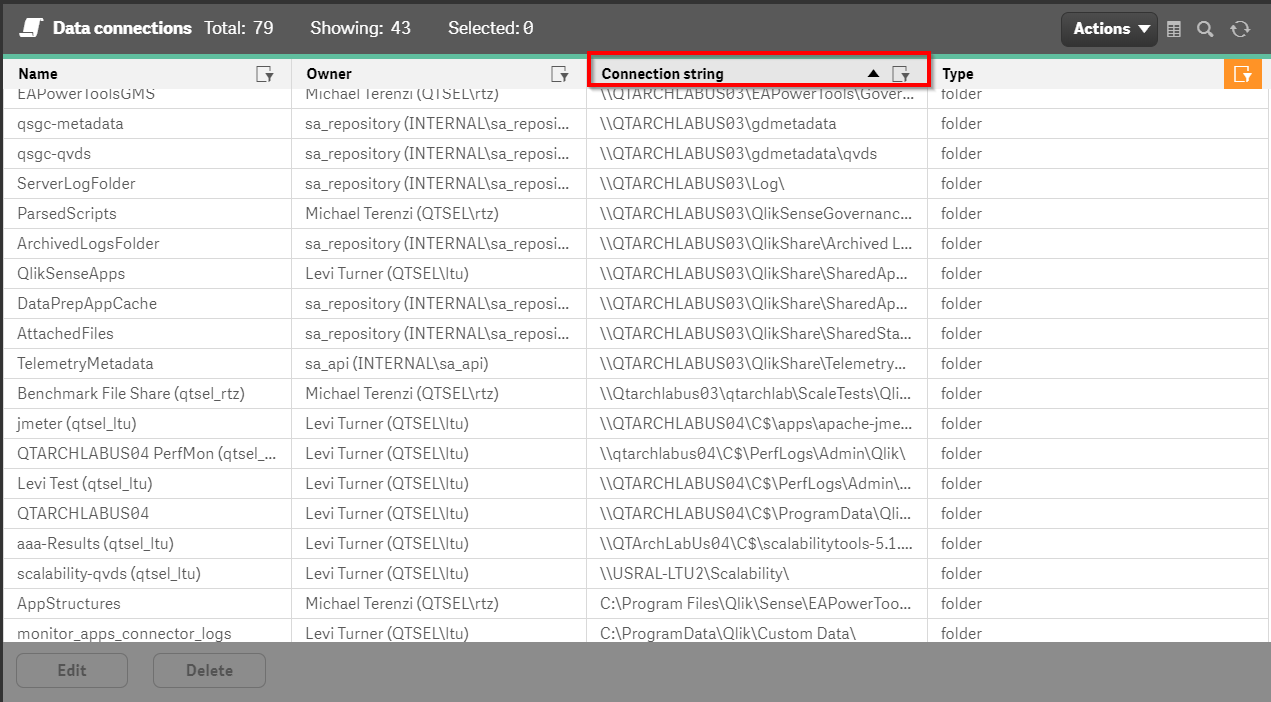 Data connections Total: 79 Showing: 43 Selected: 0 Actions
Name Owner Connection string Type
EAPowerToolsGMS Michael Terenzi (QTSEL\rtz) \\QTARCHLABUS03\EAPowerTools\Gover... folder
qsgc-metadata sa_repository (INTERNAL\sa_reposi... \\QTARCHLABUS03\gdmetadata folder
qsgc-qvds sa_repository (INTERNAL\sa_reposi... \\QTARCHLABUS03\gdmetadata\qvds folder
ServerLogFolder sa_repository (INTERNAL\sa_reposi... \\QTARCHLABUS03\Log\ folder
ParsedScripts Michael Terenzi (QTSEL\rtz) \\QTARCHLABUS03\QlikSenseGovernanc... folder
ArchivedLogsFolder sa_repository (INTERNAL\sa_reposi... \\QTARCHLABUS03\QlikShare\Archived L... folder
QlikSenseApps Levi Turner (QTSEL\ltu) \\QTARCHLABUS03\QlikShare\SharedAp... folder
DataPrepAppCache sa_repository (INTERNAL\sa_reposi... \\QTARCHLABUS03\QlikShare\SharedAp... folder
AttachedFiles sa_repository (INTERNAL\sa_reposi... \\QTARCHLABUS03\QlikShare\SharedSta... folder
TelemetryMetadata sa_api (INTERNAL\sa_api) \\QTARCHLABUS03\QlikShare\Telemetry... folder
Benchmark File Share (qtsel_rtz) Michael Terenzi (QTSEL\rtz) \\Qtarchlabus03\qtarchlab\ScaleTests\Qli... folder
jmeter (qtsel_ltu) Levi Turner (QTSEL\ltu) \\QTARCHLABUS04\C$\apps\apache-jme... folder
QTARCHLABUS04 PerfMon (qtsel_... Levi Turner (QTSEL\ltu) \\qtarchlabus04\C$\PerfLogs\Admin\Qlik\ folder
Levi Test (qtsel_ltu) Levi Turner (QTSEL\ltu) \\QTARCHLABUS04\C$\PerfLogs\Admin\... folder
QTARCHLABUS04 Levi Turner (QTSEL\ltu) \\QTARCHLABUS04\C$\ProgramData\Qli... folder
aaa-Results (qtsel_ltu) Levi Turner (QTSEL\ltu) \\QTArchLabUs04\C$\scalabilitytools-5.1.... folder
scalability-qvds (qtsel_ltu) Levi Turner (QTSEL\ltu) \\USRAL-LTU2\Scalability\ folder
AppStructures Michael Terenzi (QTSEL\rtz) C:\Program Files\Qlik\Sense\EAPowerToo... folder
monitor_apps_connector_logs Levi Turner (QTSEL\ltu) C:\ProgramData\Qlik\Custom Data\ folder
Edit Delete